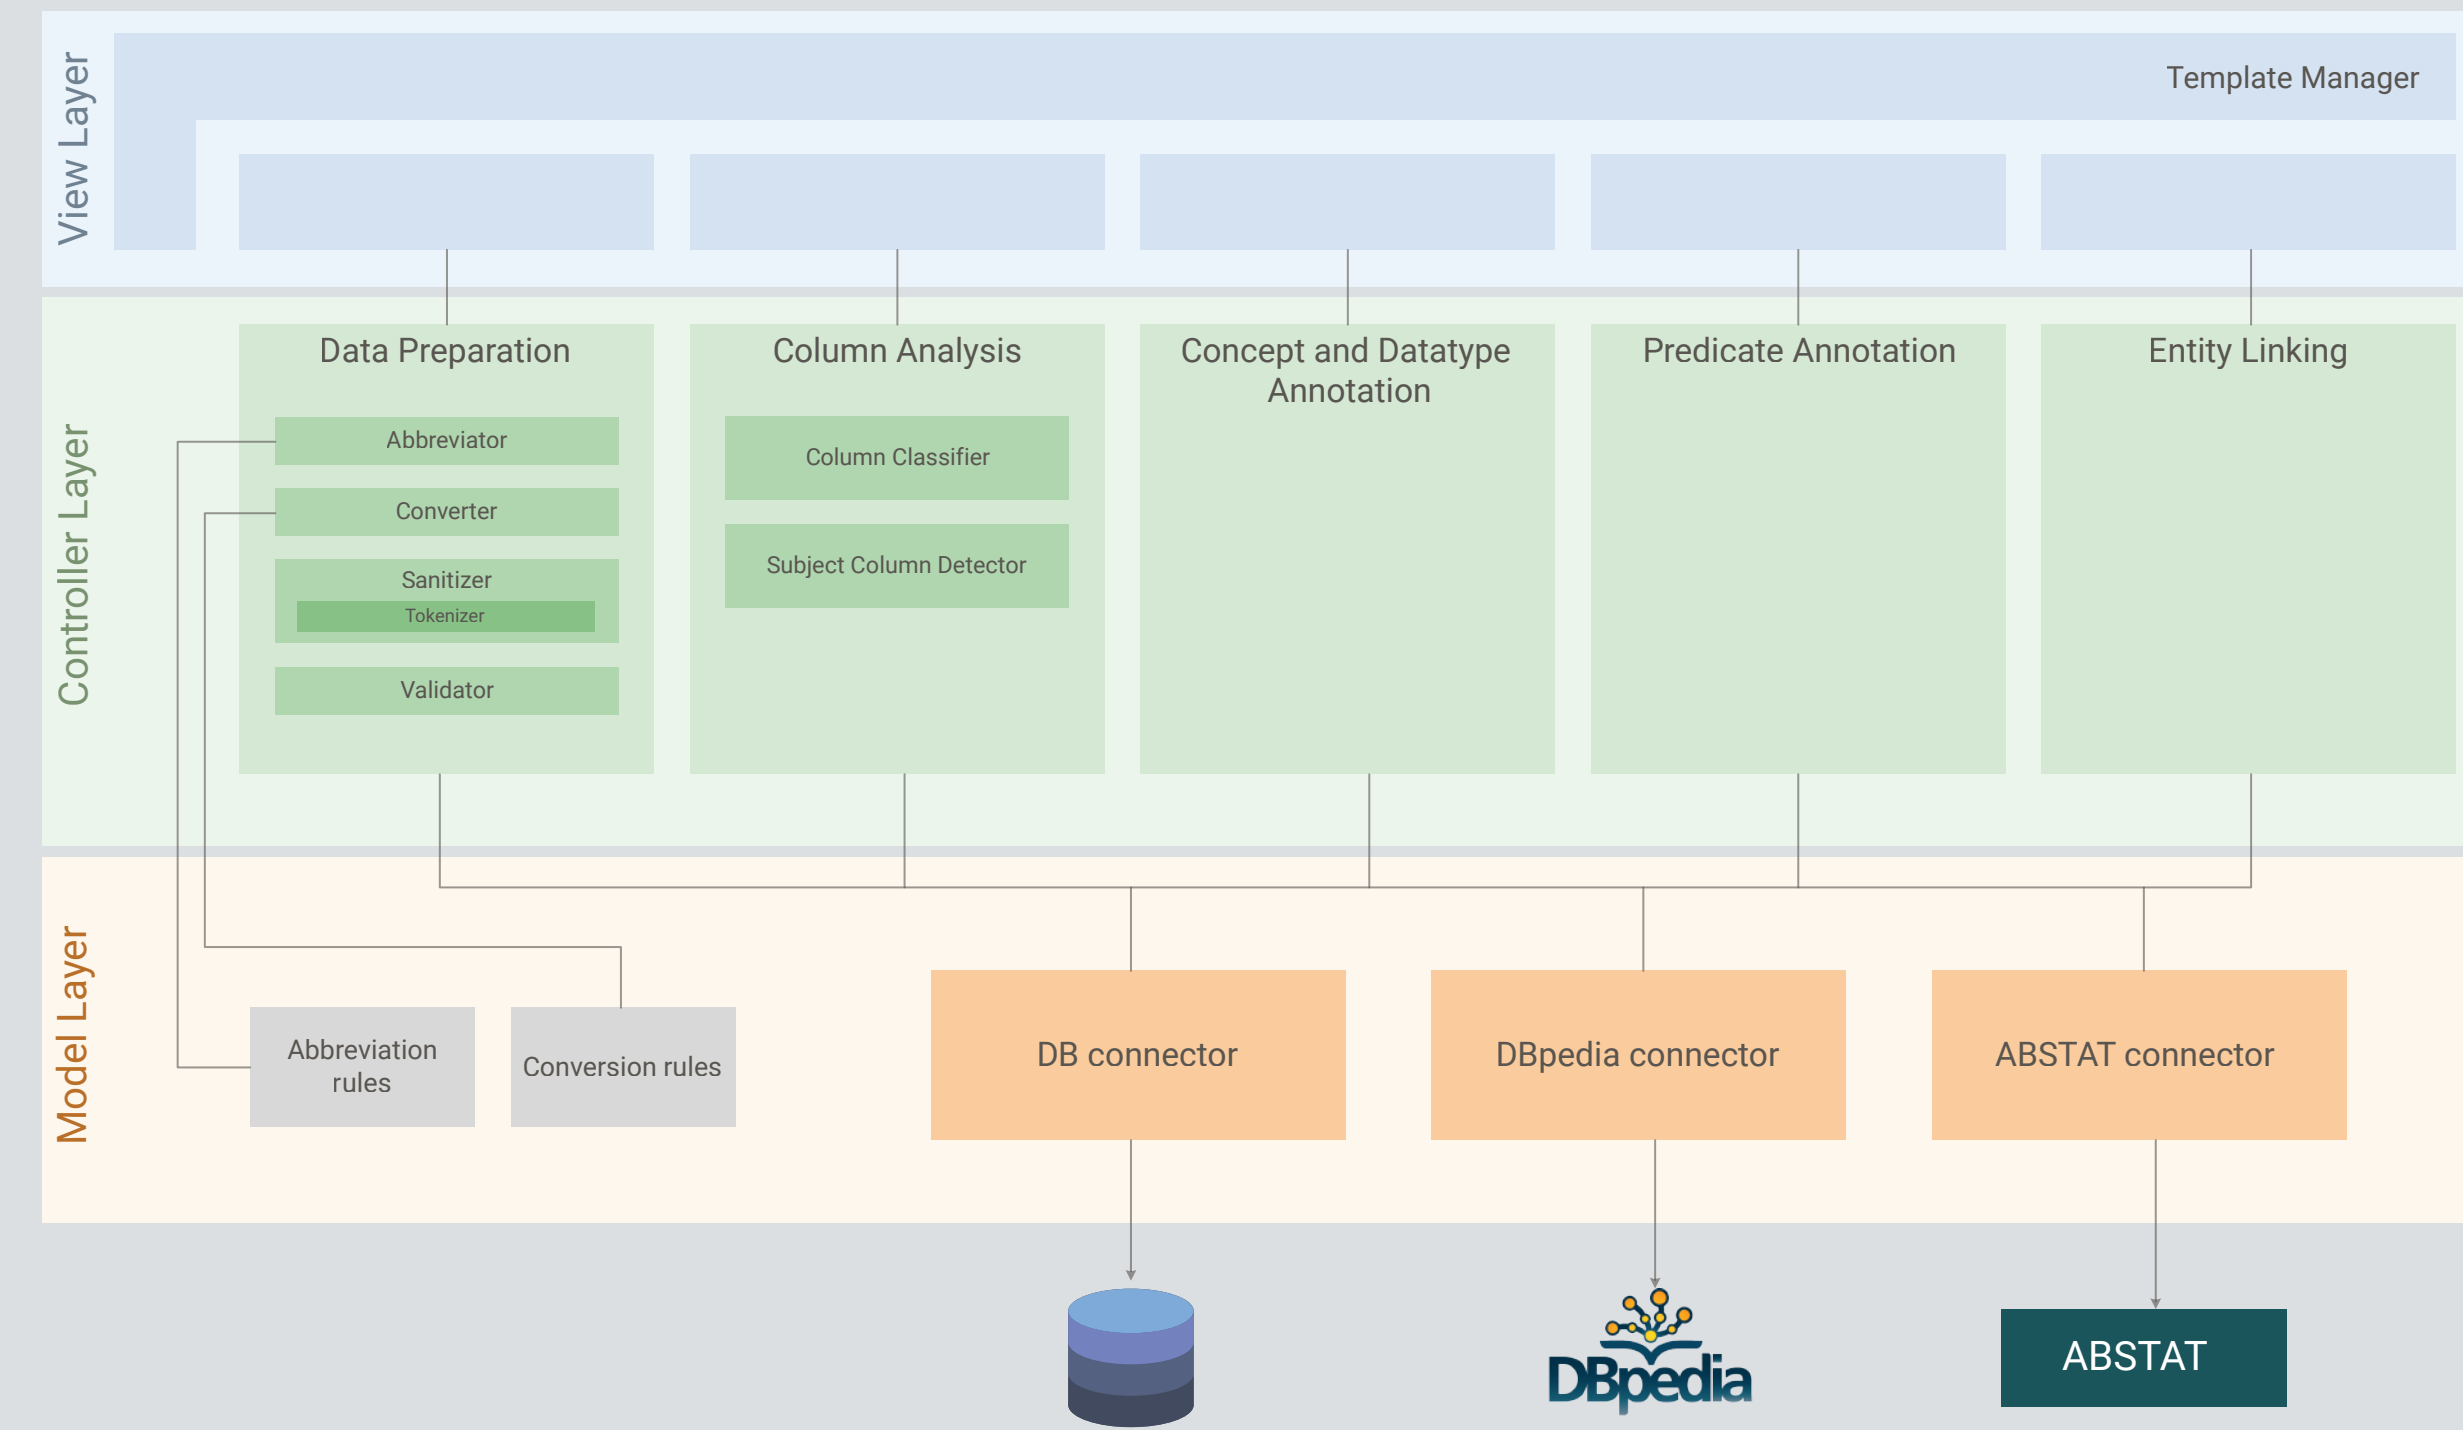 View Layer
Template Manager
Controller Layer
Data Preparation
Abbreviator
Converter
Sanitizer
Tokenizer
Validator
Column Analysis
Column Classifier
Subject Column Detector
Concept and Datatype
Annotation
Predicate Annotation
Entity Linking
Model Layer
Abbreviation
rules
Conversion rules
DB connector
DBpedia connector
ABSTAT connector
DBpedia
ABSTAT